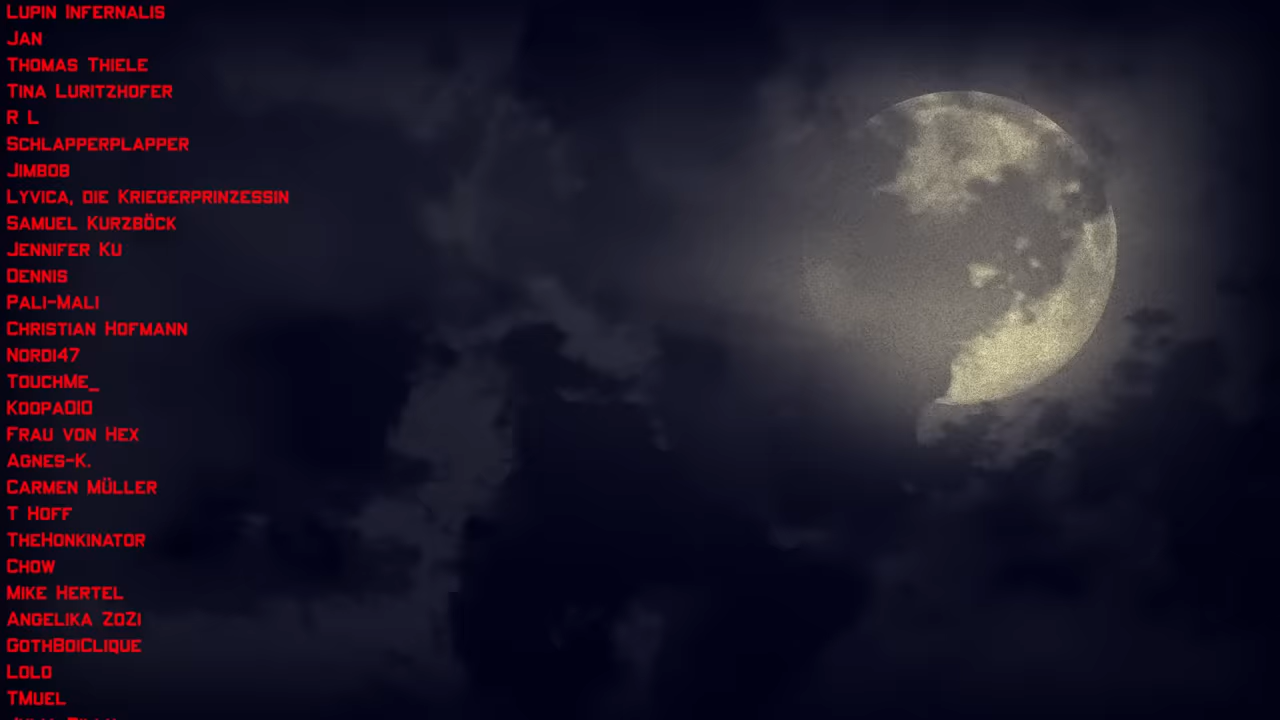 Lupin Infernalis
Jan
Thomas Thiele
Tina Luritzhofer
R L
Schlapperplapper
Jimbob
Lyvica, die Kriegerprinzessin
Samuel Kurzböck
Jennifer Ku
Dennis
Pali-Mali
Christian Hofmann
Nordi47
TouchMe_
Koopa010
Frau von Hex
Agnes-K.
Carmen Müller
T Hoff
TheHonkinator
Chow
Mike Hertel
Angelika ZoZi
GothBoiClique
Lolo
TMuel